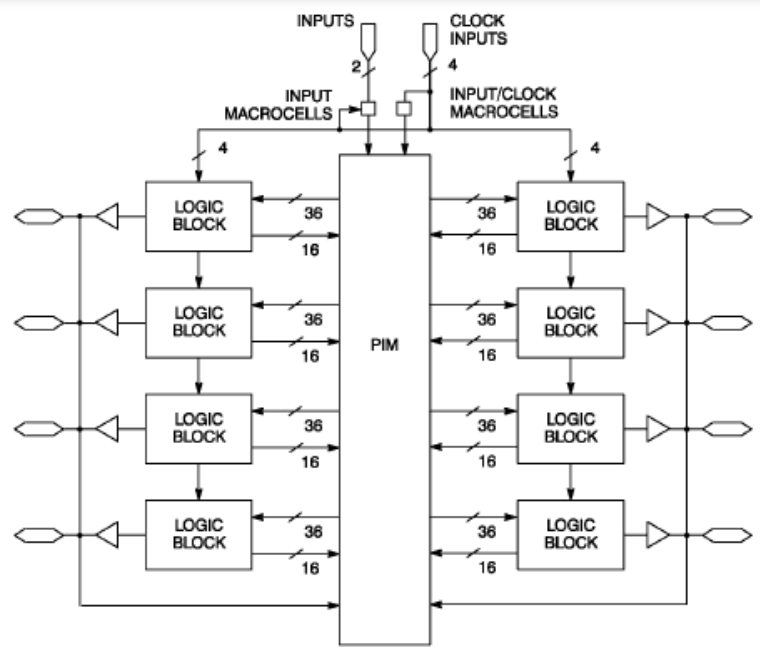 INPUTS
CLOCK
INPUTS
2
4
INPUT
MACROCELLS
INPUT/CLOCK
MACROCELLS
4
4
LOGIC
BLOCK
36
16
36
16
LOGIC
BLOCK
LOGIC
BLOCK
36
16
PIM
36
16
LOGIC
BLOCK
LOGIC
BLOCK
36
16
36
16
LOGIC
BLOCK
LOGIC
BLOCK
36
16
36
16
LOGIC
BLOCK